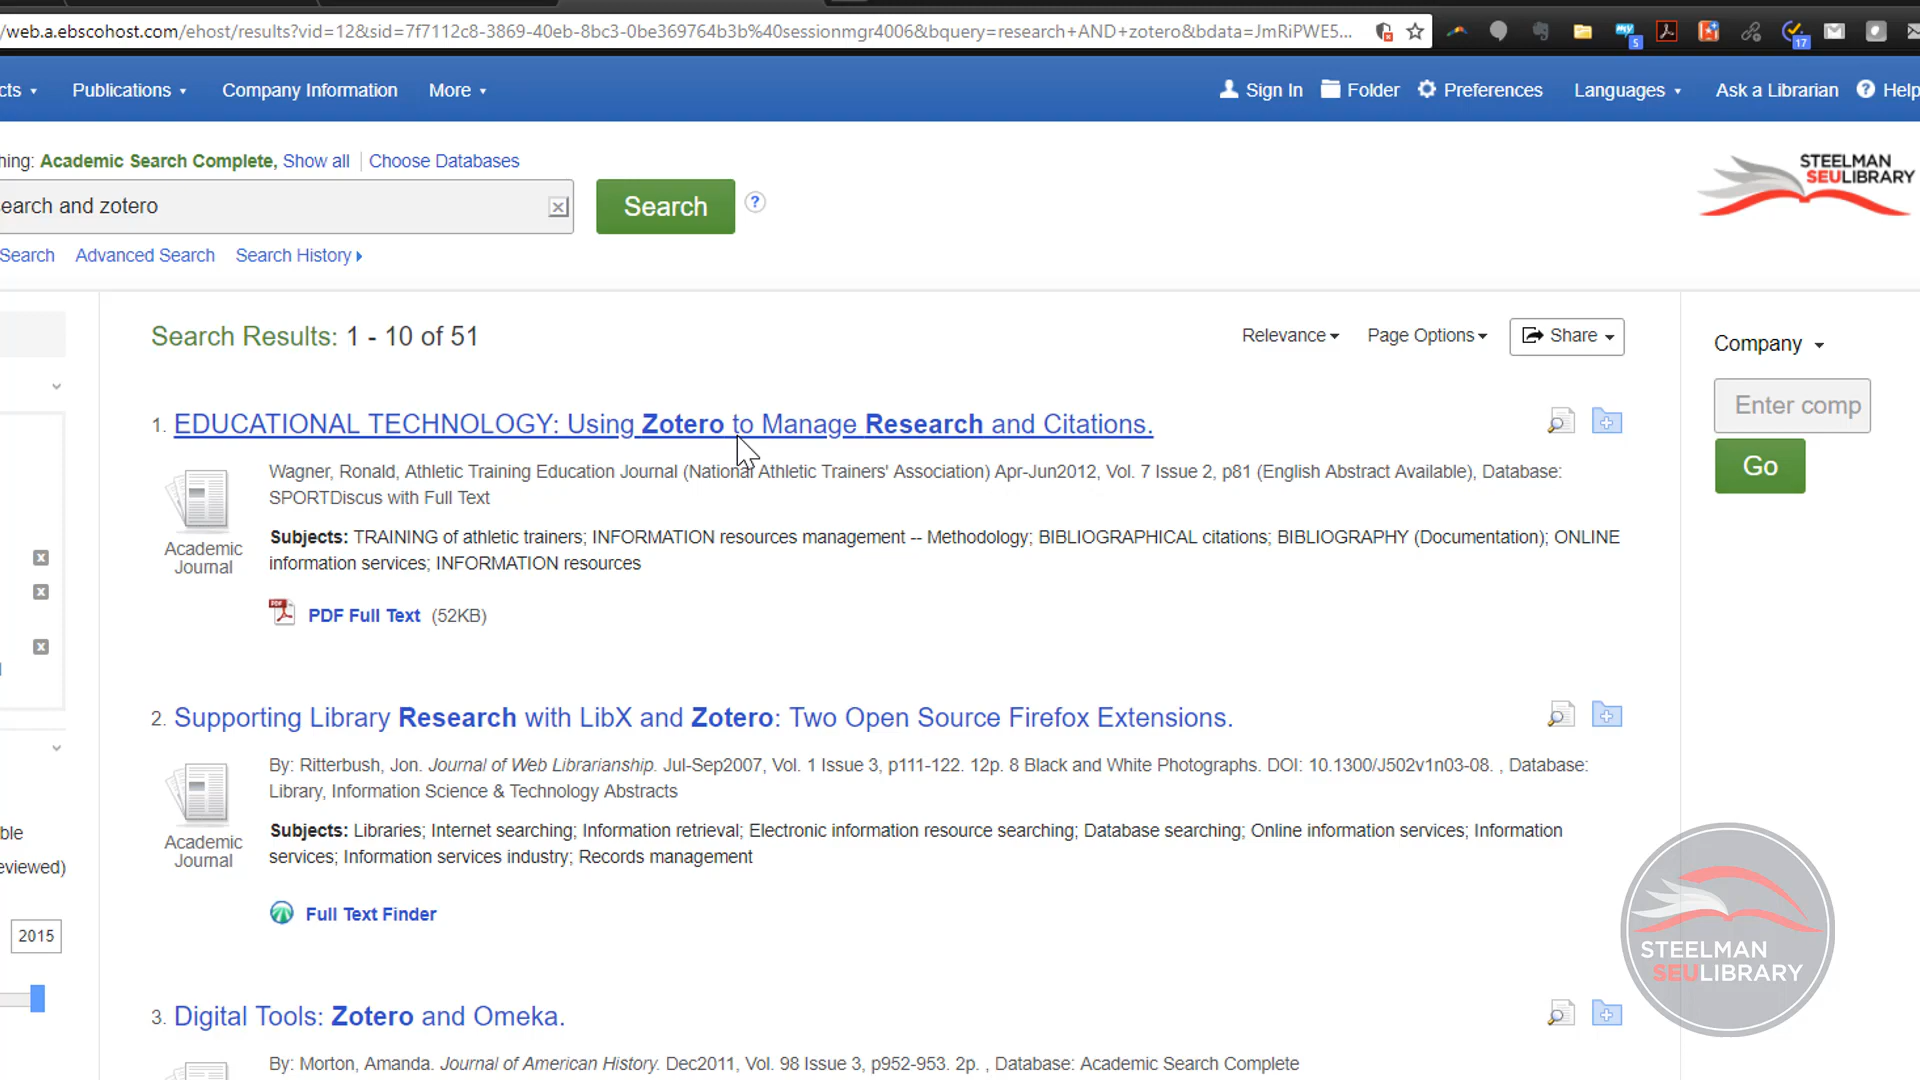 /web.a.ebscohost.com/ehost/results?vid=12&sid=7f7112c8-3869-40eb-8bc3-0be369764b3b%40sessionmgr4006&bquery=research+AND+zotero&bdata=JmRiPWE5...
5
17
cts
Publications
Company Information
More
Sign In
Folder
Preferences
Languages
Ask a Librarian
? Help
hing: Academic Search Complete, Show all
Choose Databases
STEELMAN
SEULIBRARY
earch and zotero
Search
?
Search
Advanced Search
Search History
Search Results: 1 - 10 of 51
Relevance
Page Options
Share
Company
Enter comp
Go
1. EDUCATIONAL TECHNOLOGY: Using Zotero to Manage Research and Citations.
Wagner, Ronald, Athletic Training Education Journal (National Athletic Trainers' Association) Apr-Jun2012, Vol. 7 Issue 2, p81 (English Abstract Available), Database:
SPORTDiscus with Full Text
Academic
Journal
Subjects: TRAINING of athletic trainers; INFORMATION resources management -- Methodology; BIBLIOGRAPHICAL citations; BIBLIOGRAPHY (Documentation); ONLINE
information services; INFORMATION resources
PDF Full Text (52KB)
2. Supporting Library Research with LibX and Zotero: Two Open Source Firefox Extensions.
By: Ritterbush, Jon. Journal of Web Librarianship. Jul-Sep2007, Vol. 1 Issue 3, p111-122. 12p. 8 Black and White Photographs. DOI: 10.1300/J502v1n03-08. , Database:
Library, Information Science & Technology Abstracts
Academic
Journal
Subjects: Libraries; Internet searching; Information retrieval; Electronic information resource searching; Database searching; Online information services; Information
services; Information services industry; Records management
Full Text Finder
ble
eviewed)
2015
STEELMAN
SEULIBRARY
3. Digital Tools: Zotero and Omeka.
By: Morton, Amanda. Journal of American History. Dec2011, Vol. 98 Issue 3, p952-953. 2p. , Database: Academic Search Complete